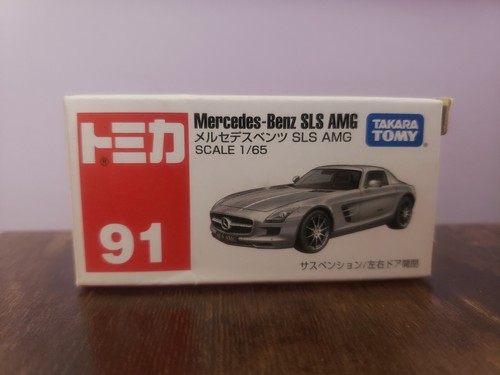 トミカ
91
Mercedes-Benz SLS AMG
メルセデスベンツ SLS AMG
SCALE 1/65
TAKARA
TOMY
サスペンション/左右ドア開閉